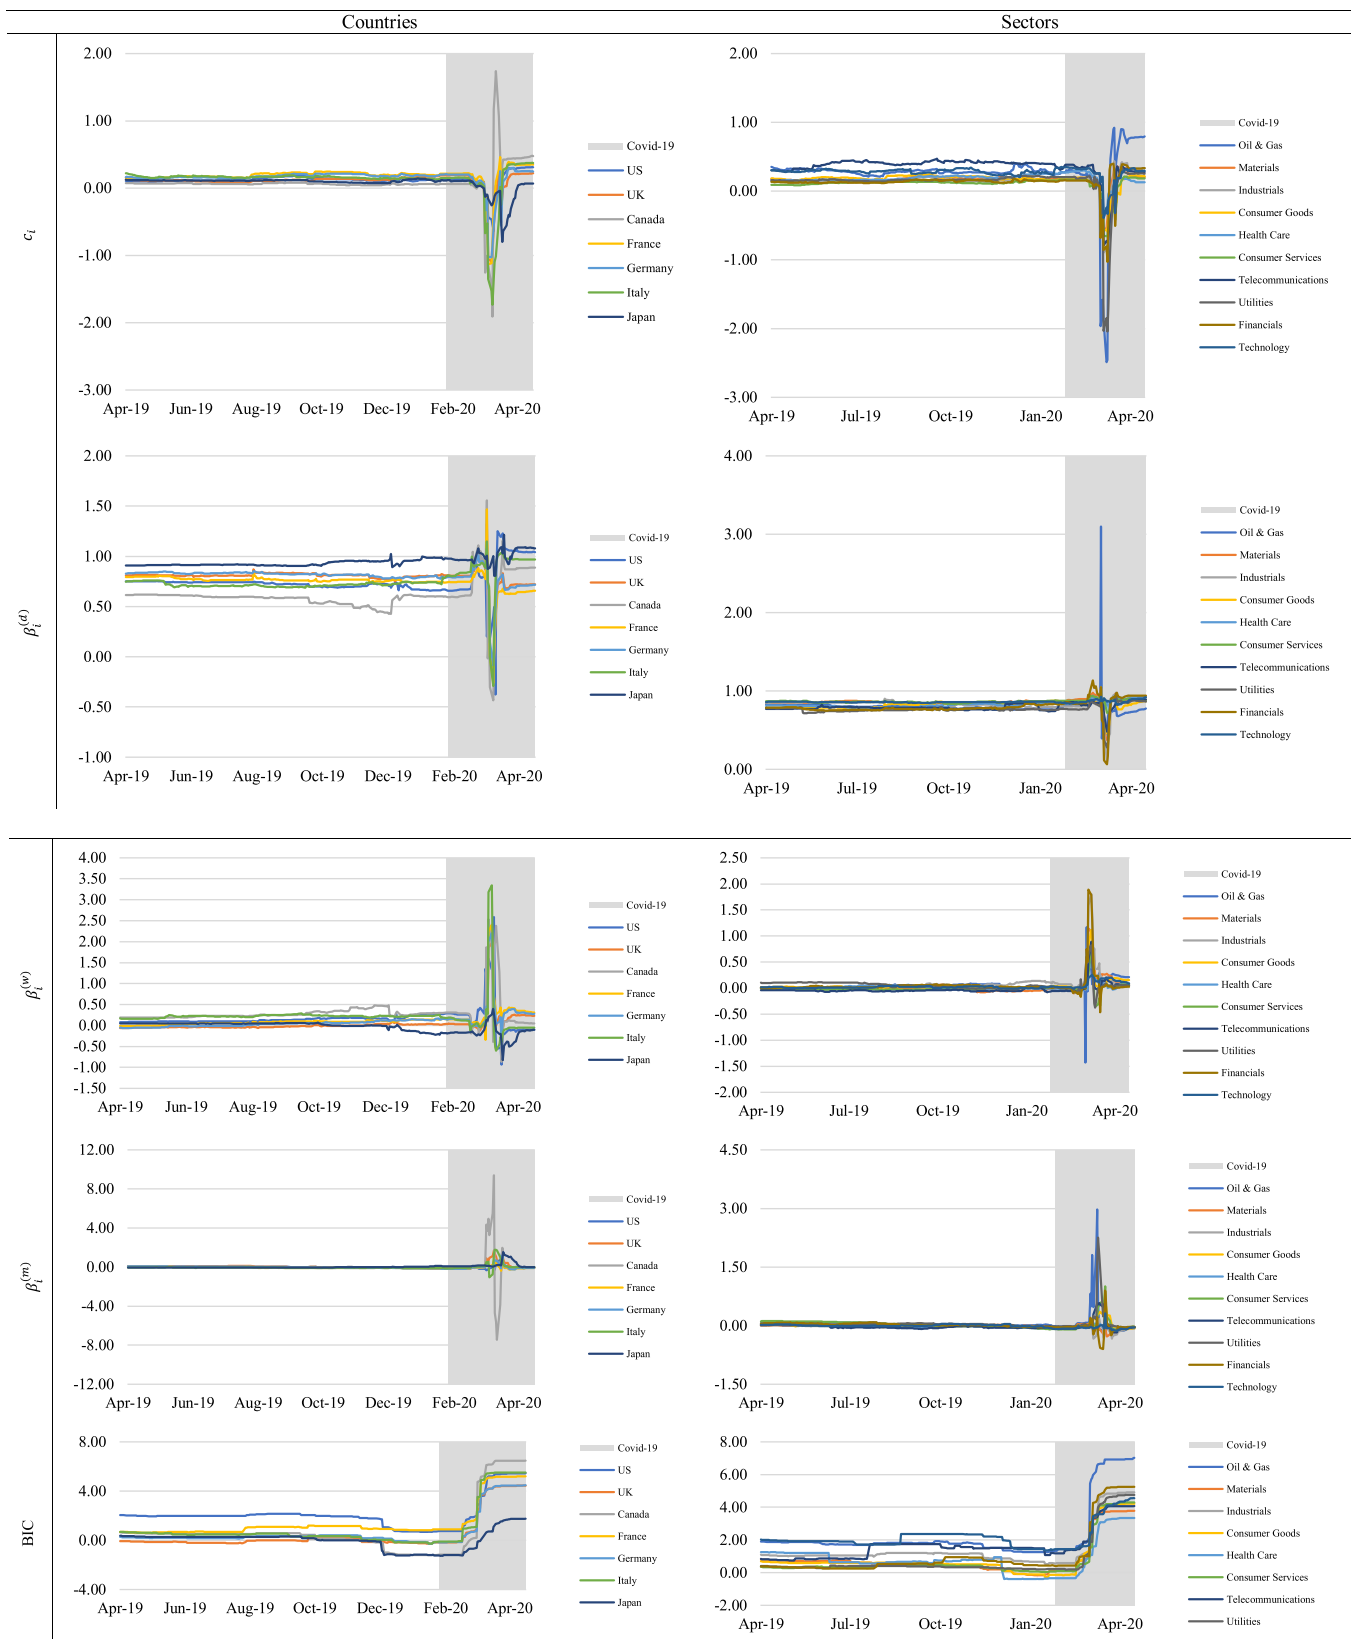 Countries
Sectors
c_i
2.00
1.00
0.00
-1.00
-2.00
-3.00
Apr-19 Jun-19 Aug-19 Oct-19 Dec-19 Feb-20 Apr-20
Covid-19
US
UK
Canada
France
Germany
Italy
Japan
2.00
1.00
0.00
-1.00
-2.00
-3.00
Apr-19 Jul-19 Oct-19 Jan-20 Apr-20
Covid-19
Oil & Gas
Materials
Industrials
Consumer Goods
Health Care
Consumer Services
Telecommunications
Utilities
Financials
Technology
β_i^(d)
2.00
1.50
1.00
0.50
0.00
-0.50
-1.00
Apr-19 Jun-19 Aug-19 Oct-19 Dec-19 Feb-20 Apr-20
Covid-19
US
UK
Canada
France
Germany
Italy
Japan
4.00
3.00
2.00
1.00
0.00
Apr-19 Jul-19 Oct-19 Jan-20 Apr-20
Covid-19
Oil & Gas
Materials
Industrials
Consumer Goods
Health Care
Consumer Services
Telecommunications
Utilities
Financials
Technology
β_i^(w)
4.00
3.50
3.00
2.50
2.00
1.50
1.00
0.50
0.00
-0.50
-1.00
-1.50
Apr-19 Jun-19 Aug-19 Oct-19 Dec-19 Feb-20 Apr-20
Covid-19
US
UK
Canada
France
Germany
Italy
Japan
2.50
2.00
1.50
1.00
0.50
0.00
-0.50
-1.00
-1.50
-2.00
Apr-19 Jul-19 Oct-19 Jan-20 Apr-20
Covid-19
Oil & Gas
Materials
Industrials
Consumer Goods
Health Care
Consumer Services
Telecommunications
Utilities
Financials
Technology
β_i^(m)
12.00
8.00
4.00
0.00
-4.00
-8.00
-12.00
Apr-19 Jun-19 Aug-19 Oct-19 Dec-19 Feb-20 Apr-20
Covid-19
US
UK
Canada
France
Germany
Italy
Japan
4.50
3.00
1.50
0.00
-1.50
Apr-19 Jul-19 Oct-19 Jan-20 Apr-20
Covid-19
Oil & Gas
Materials
Industrials
Consumer Goods
Health Care
Consumer Services
Telecommunications
Utilities
Financials
Technology
BIC
8.00
4.00
0.00
-4.00
Apr-19 Jun-19 Aug-19 Oct-19 Dec-19 Feb-20 Apr-20
Covid-19
US
UK
Canada
France
Germany
Italy
Japan
8.00
6.00
4.00
2.00
0.00
-2.00
Apr-19 Jul-19 Oct-19 Jan-20 Apr-20
Covid-19
Oil & Gas
Materials
Industrials
Consumer Goods
Health Care
Consumer Services
Telecommunications
Utilities